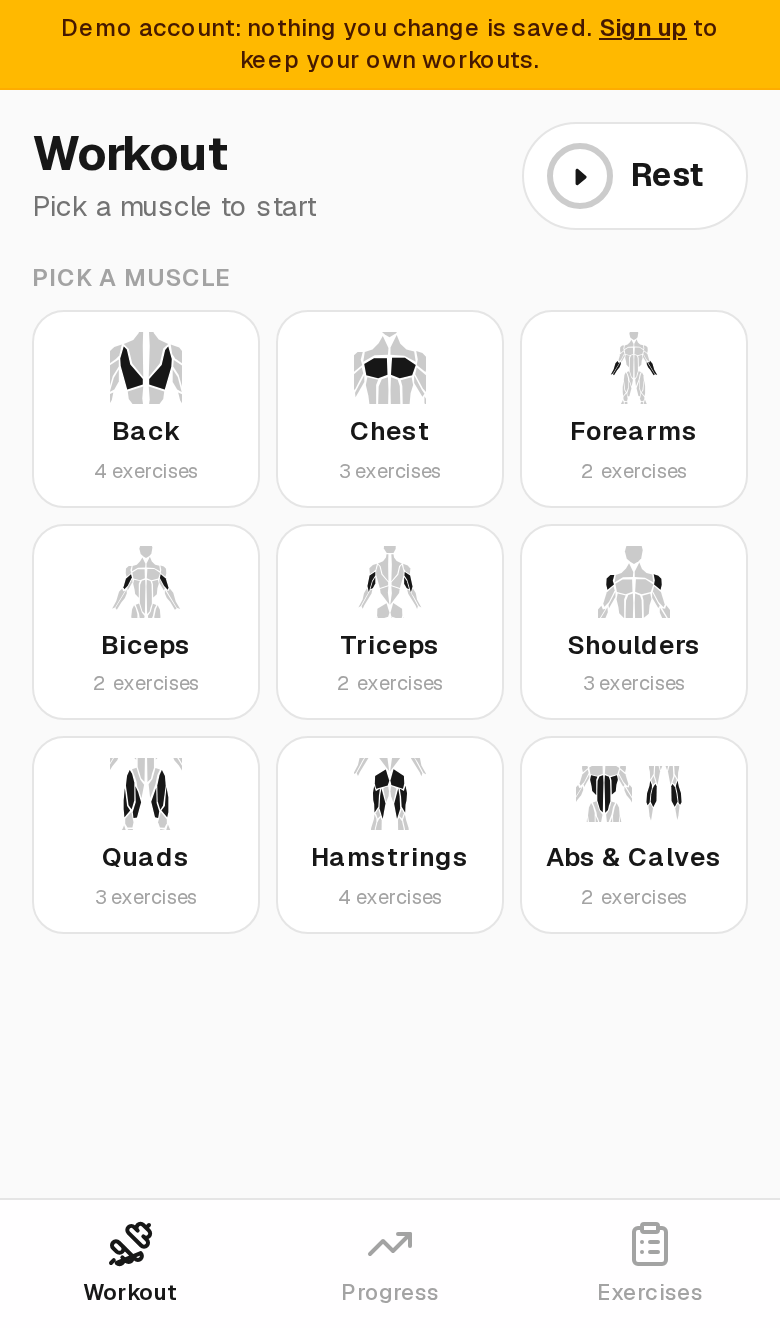 Demo account: nothing you change is saved. Sign up to
keep your own workouts.
Workout
Pick a muscle to start
Rest
PICK A MUSCLE
Back
4 exercises
Chest
3 exercises
Forearms
2 exercises
Biceps
2 exercises
Triceps
2 exercises
Shoulders
3 exercises
Quads
3 exercises
Hamstrings
4 exercises
Abs & Calves
2 exercises
Workout
Progress
Exercises